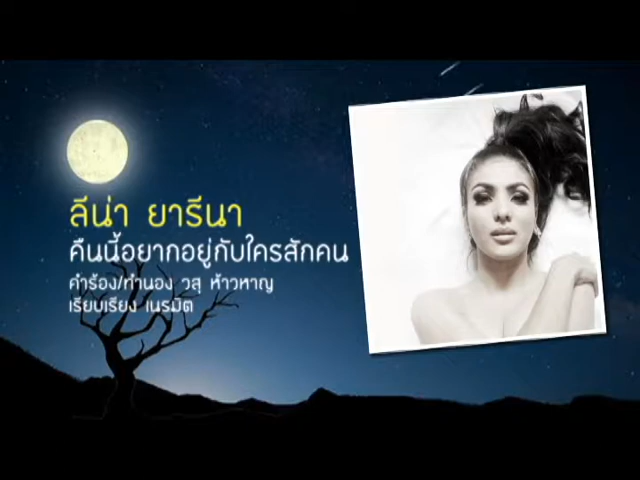 ลีน่า ยารีนา
คืนนี้อยากอยู่กับใครสักคน
คำร้อง/ทำนอง วสุ ห้าวหาญ
เรียบเรียง เนรมิต